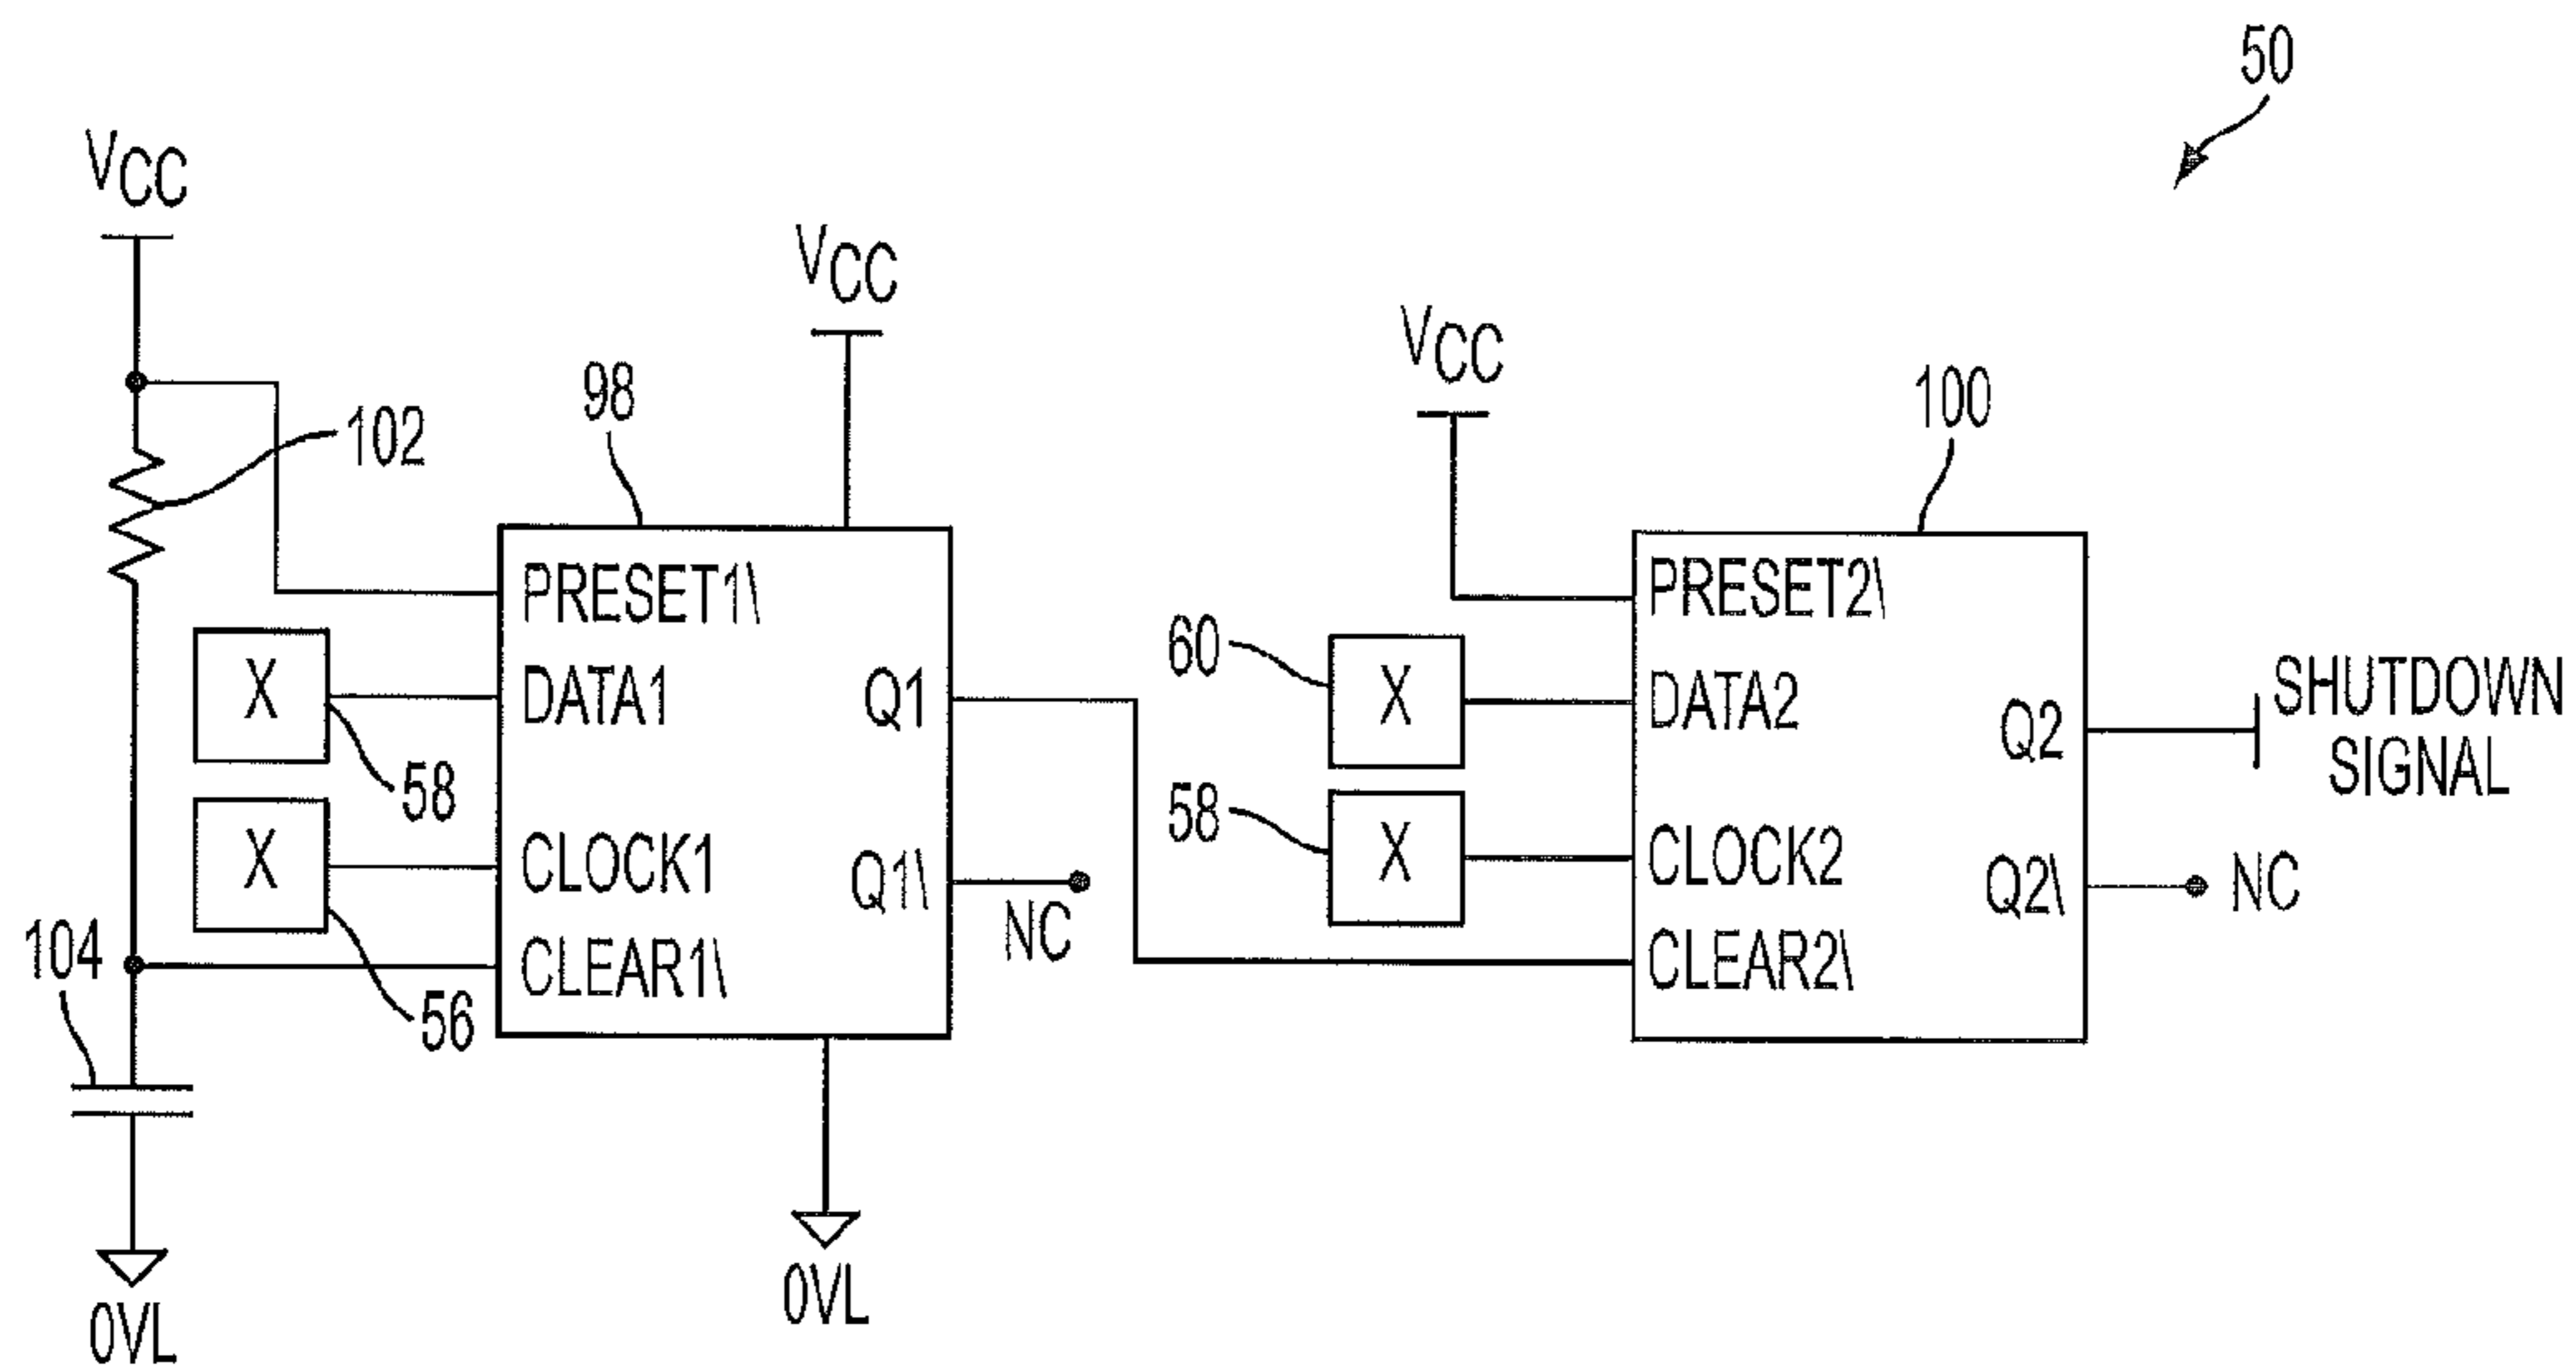 50
VCC
VCC
VCC
98
100
102
PRESET1\
PRESET2\
X
DATA1
Q1
60
X
DATA2
Q2
SHUTDOWN
SIGNAL
58
58
X
CLOCK1
Q1\
NC
X
CLOCK2
Q2\
NC
104
CLEAR1\
CLEAR2\
56
0VL
0VL